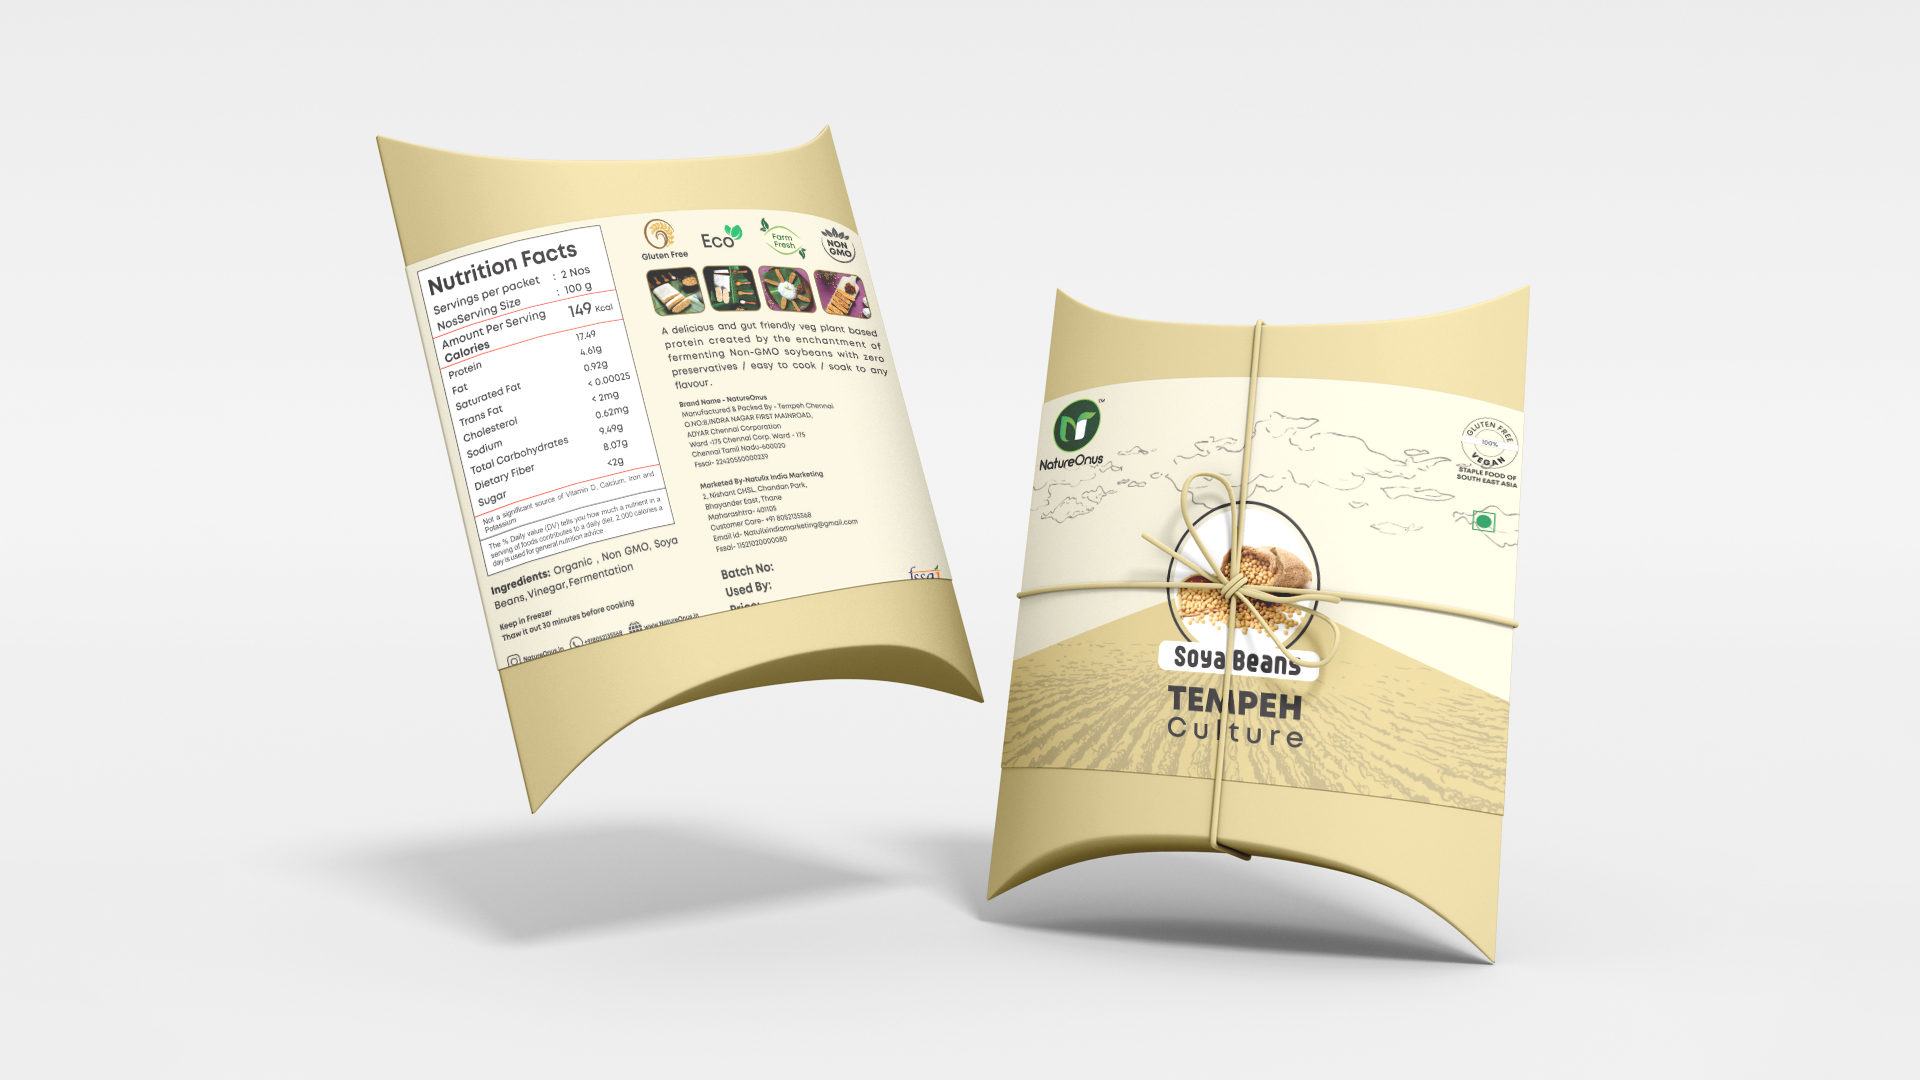 Nutrition Facts
Servings per packet : 2 Nos
NosServing Size : 100 g
Amount Per Serving 149 Kcal
Calories
Protein 17.49
Fat 4.61g
Saturated Fat 0.92g
Trans Fat < 0.00025
Cholesterol < 2mg
Sodium 0.62mg
Total Carbohydrates 9.49g
Dietary Fiber 8.07g
Sugar <2g
Not a significant source of Vitamin D, Calcium, Iron and
Potassium
The % Daily value (DV) tells you how much a nutrient in a
serving of foods contributes to a daily diet. 2,000 calories a
day is used for general nutrition advice
Ingredients: Organic , Non GMO, Soya
Beans, Vinegar, Fermentation
Keep in Freezer
Thaw it out 30 minutes before cooking
NatureOnus.in +918052135568 www.NatureOnus.in
Gluten Free
Eco
Farm
Fresh
NON
GMO
A delicious and gut friendly veg plant based
protein created by the enchantment of
fermenting Non-GMO soybeans with zero
preservatives / easy to cook / soak to any
flavour.
Brand Name - NatureOnus
Manufactured & Packed By - Tempeh Chennai
O.NO:8,INDRA NAGAR FIRST MAINROAD,
ADYAR Chennai Corporation
Ward -175 Chennai Corp. Ward - 175
Chennai Tamil Nadu-600020
Fssai- 22420550000239
Marketed By-Natulix India Marketing
2, Nishant CHSL, Chandan Park,
Bhayander East, Thane
Maharashtra- 401105
Customer Care- +91 8052135568
Email id- Natulixindiamarketing@gmail.com
Fssai- 11521020000080
Batch No:
Used By:
Price:
fssai
NatureOnus
TM
GLUTEN FREE
100%
VEGAN
STAPLE FOOD OF
SOUTH EAST ASIA
Soya Beans
TEMPEH
Culture